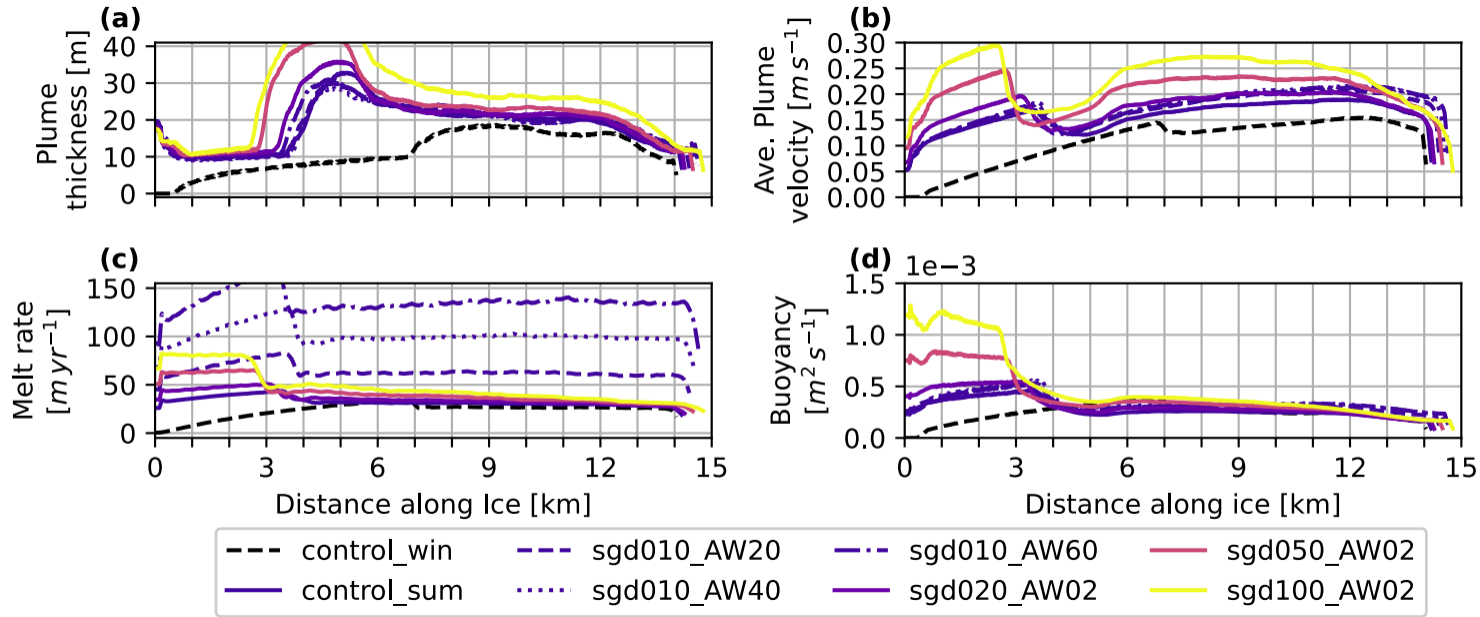 (a)
Plume
thickness [m]
40
30
20
10
0
(b)
Ave. Plume
velocity [m s⁻¹]
0.30
0.25
0.20
0.15
0.10
0.05
0.00
(c)
Melt rate
[m yr⁻¹]
150
100
50
0
0 3 6 9 12 15
Distance along Ice [km]
(d)
1e−3
Buoyancy
[m² s⁻¹]
1.5
1.0
0.5
0.0
0 3 6 9 12 15
Distance along ice [km]
control_win sgd010_AW20 sgd010_AW60 sgd050_AW02
control_sum sgd010_AW40 sgd020_AW02 sgd100_AW02